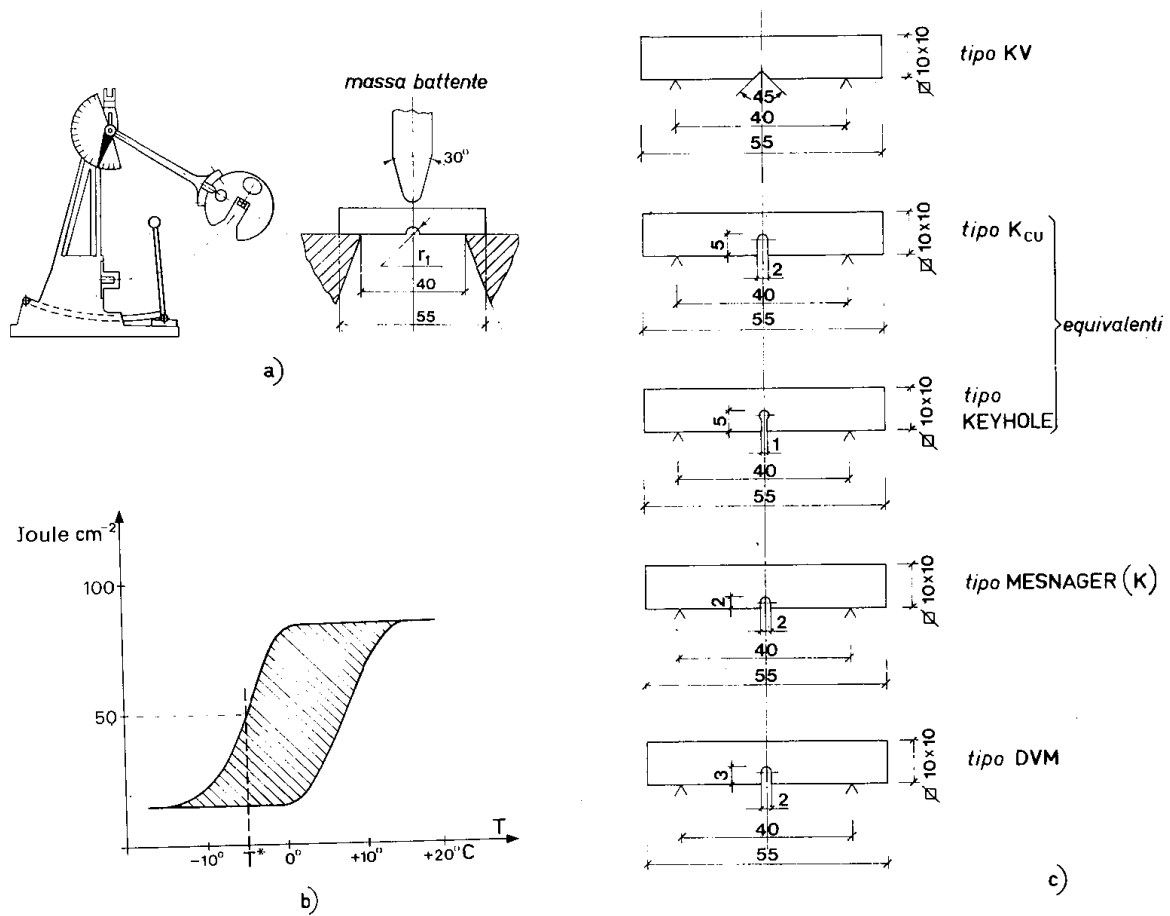 massa battente
30°
r₁
40
55
a)
Joule cm⁻²
100
50
T
-10° T* 0° +10° +20°C
b)
45
40
55
10×10
tipo KV
5
2
40
55
10×10
tipo K_CU
equivalenti
5
1
40
55
10×10
tipo
KEYHOLE
2
2
40
55
10×10
tipo MESNAGER (K)
3
2
40
55
10×10
tipo DVM
c)